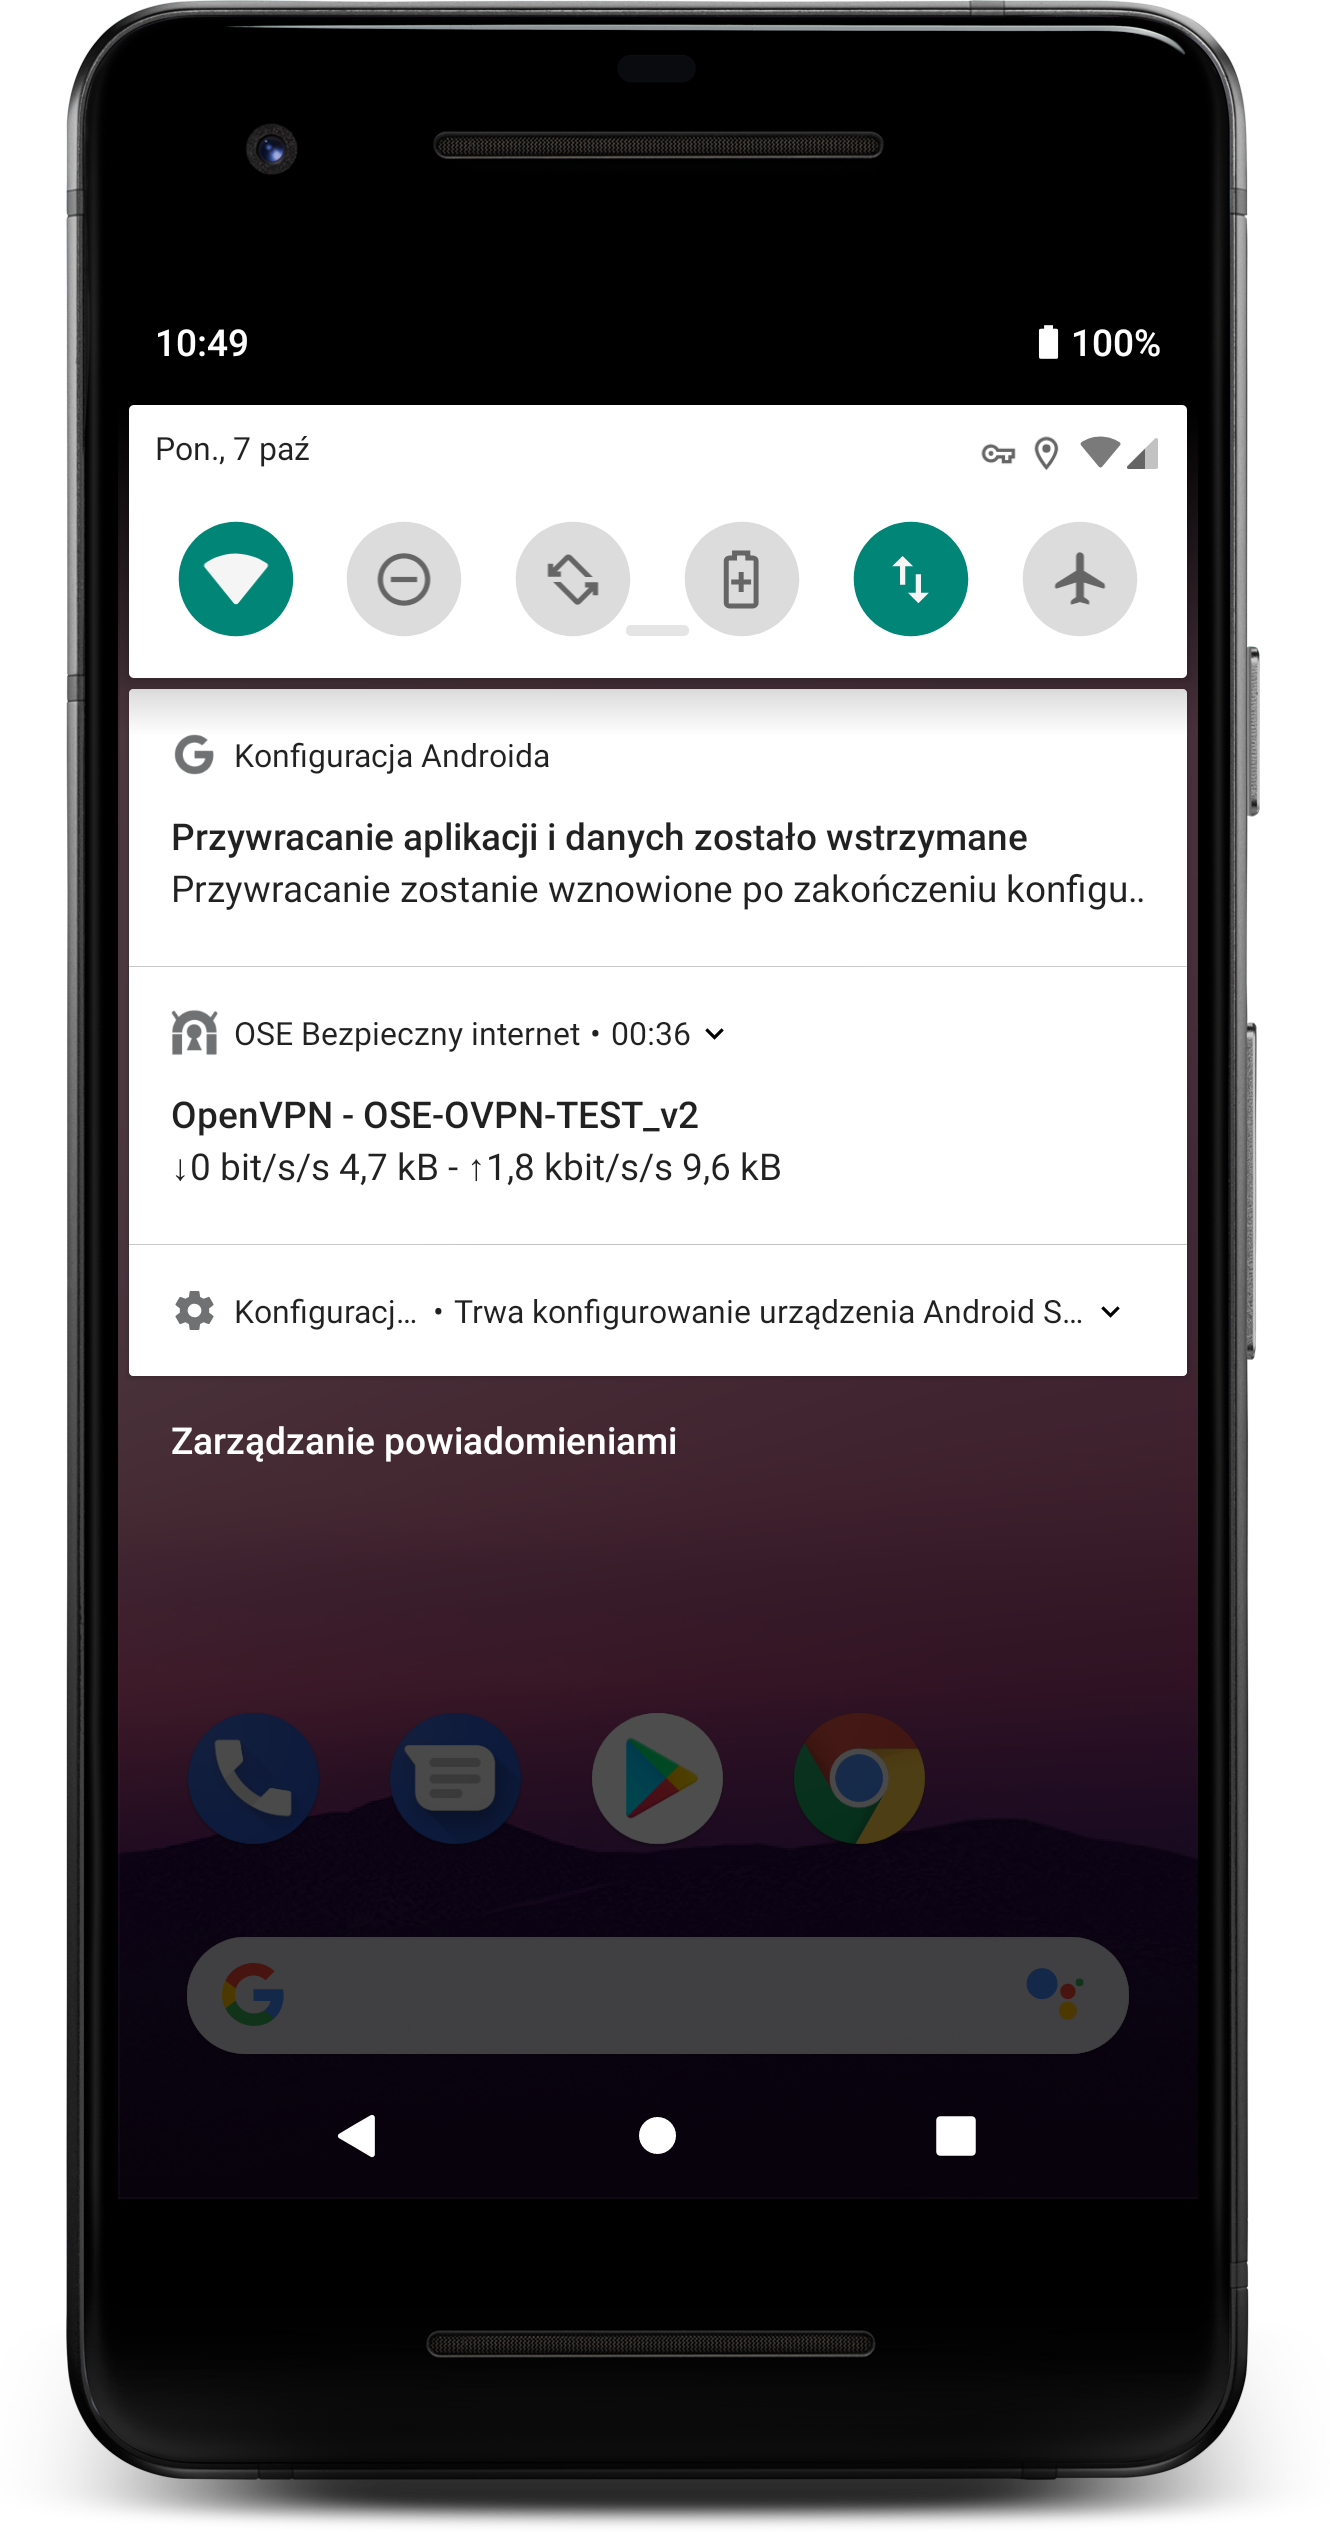 10:49
100%
Pon., 7 paź
Konfiguracja Androida
Przywracanie aplikacji i danych zostało wstrzymane
Przywracanie zostanie wznowione po zakończeniu konfigu..
OSE Bezpieczny internet • 00:36
OpenVPN - OSE-OVPN-TEST_v2
↓0 bit/s/s 4,7 kB - ↑1,8 kbit/s/s 9,6 kB
Konfiguracj... • Trwa konfigurowanie urządzenia Android S...
Zarządzanie powiadomieniami